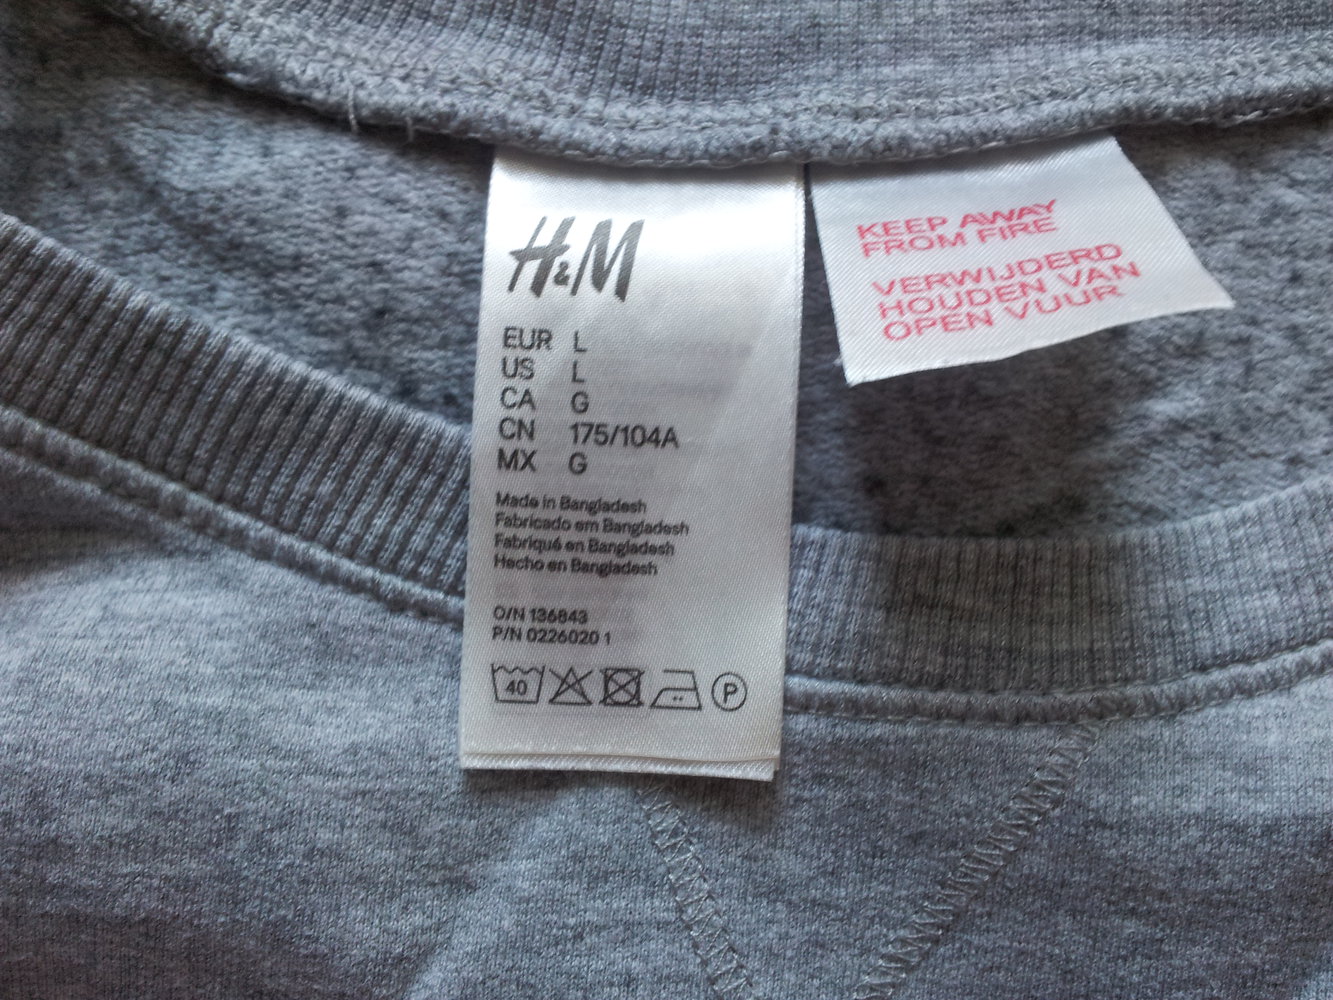 H&M
EUR L
US L
CA G
CN 175/104A
MX G
Made in Bangladesh
Fabricado em Bangladesh
Fabriqué en Bangladesh
Hecho en Bangladesh
O/N 136843
P/N 0226020 1
40
P
KEEP AWAY
FROM FIRE
VERWIJDERD
HOUDEN VAN
OPEN VUUR